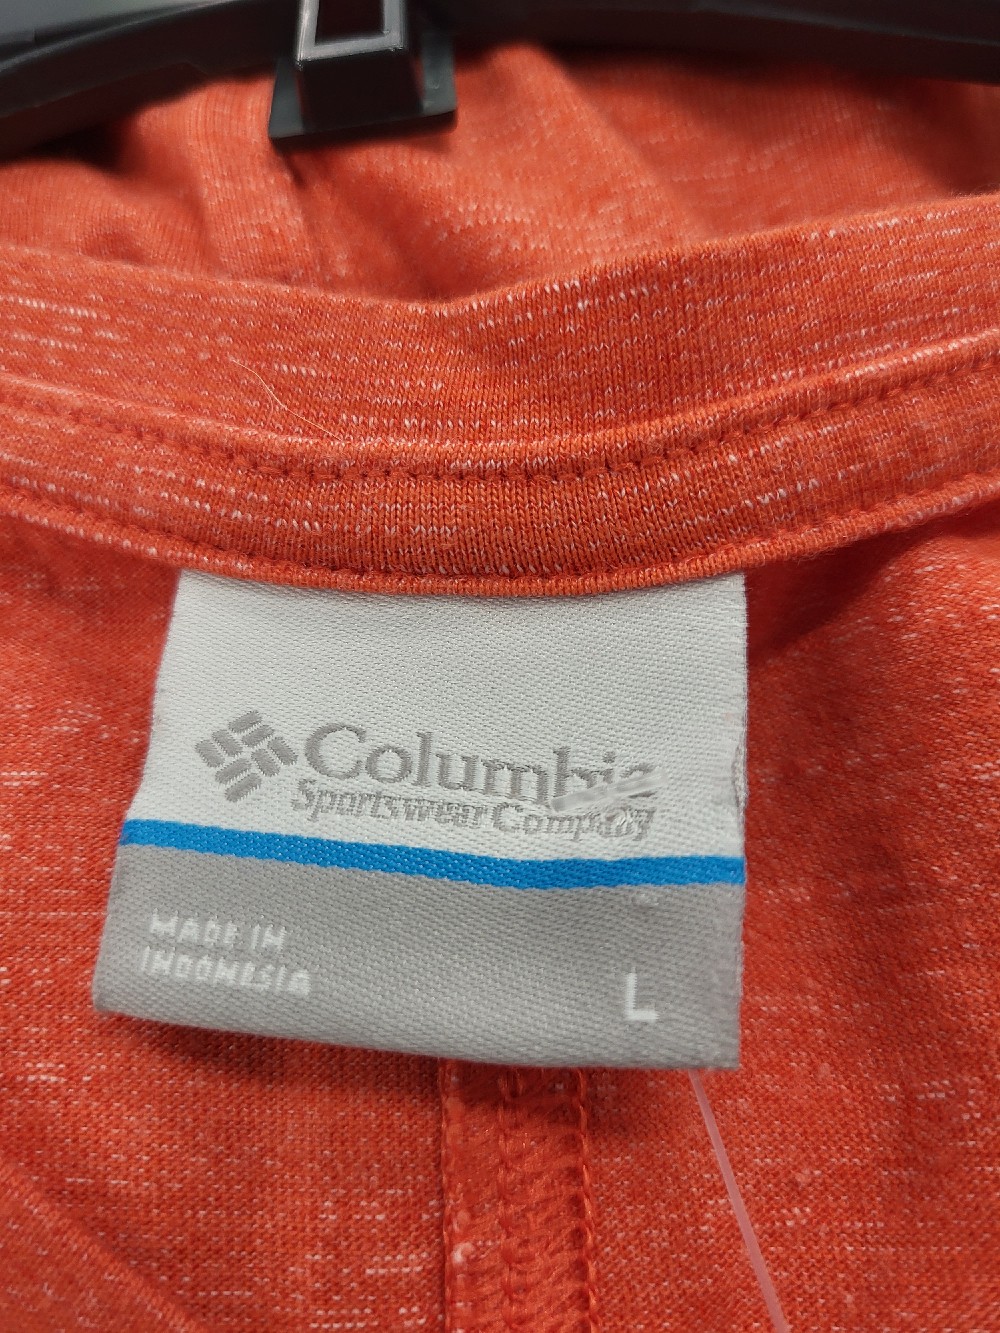 Columbia
Sportswear Company
MADE IN
INDONESIA
L